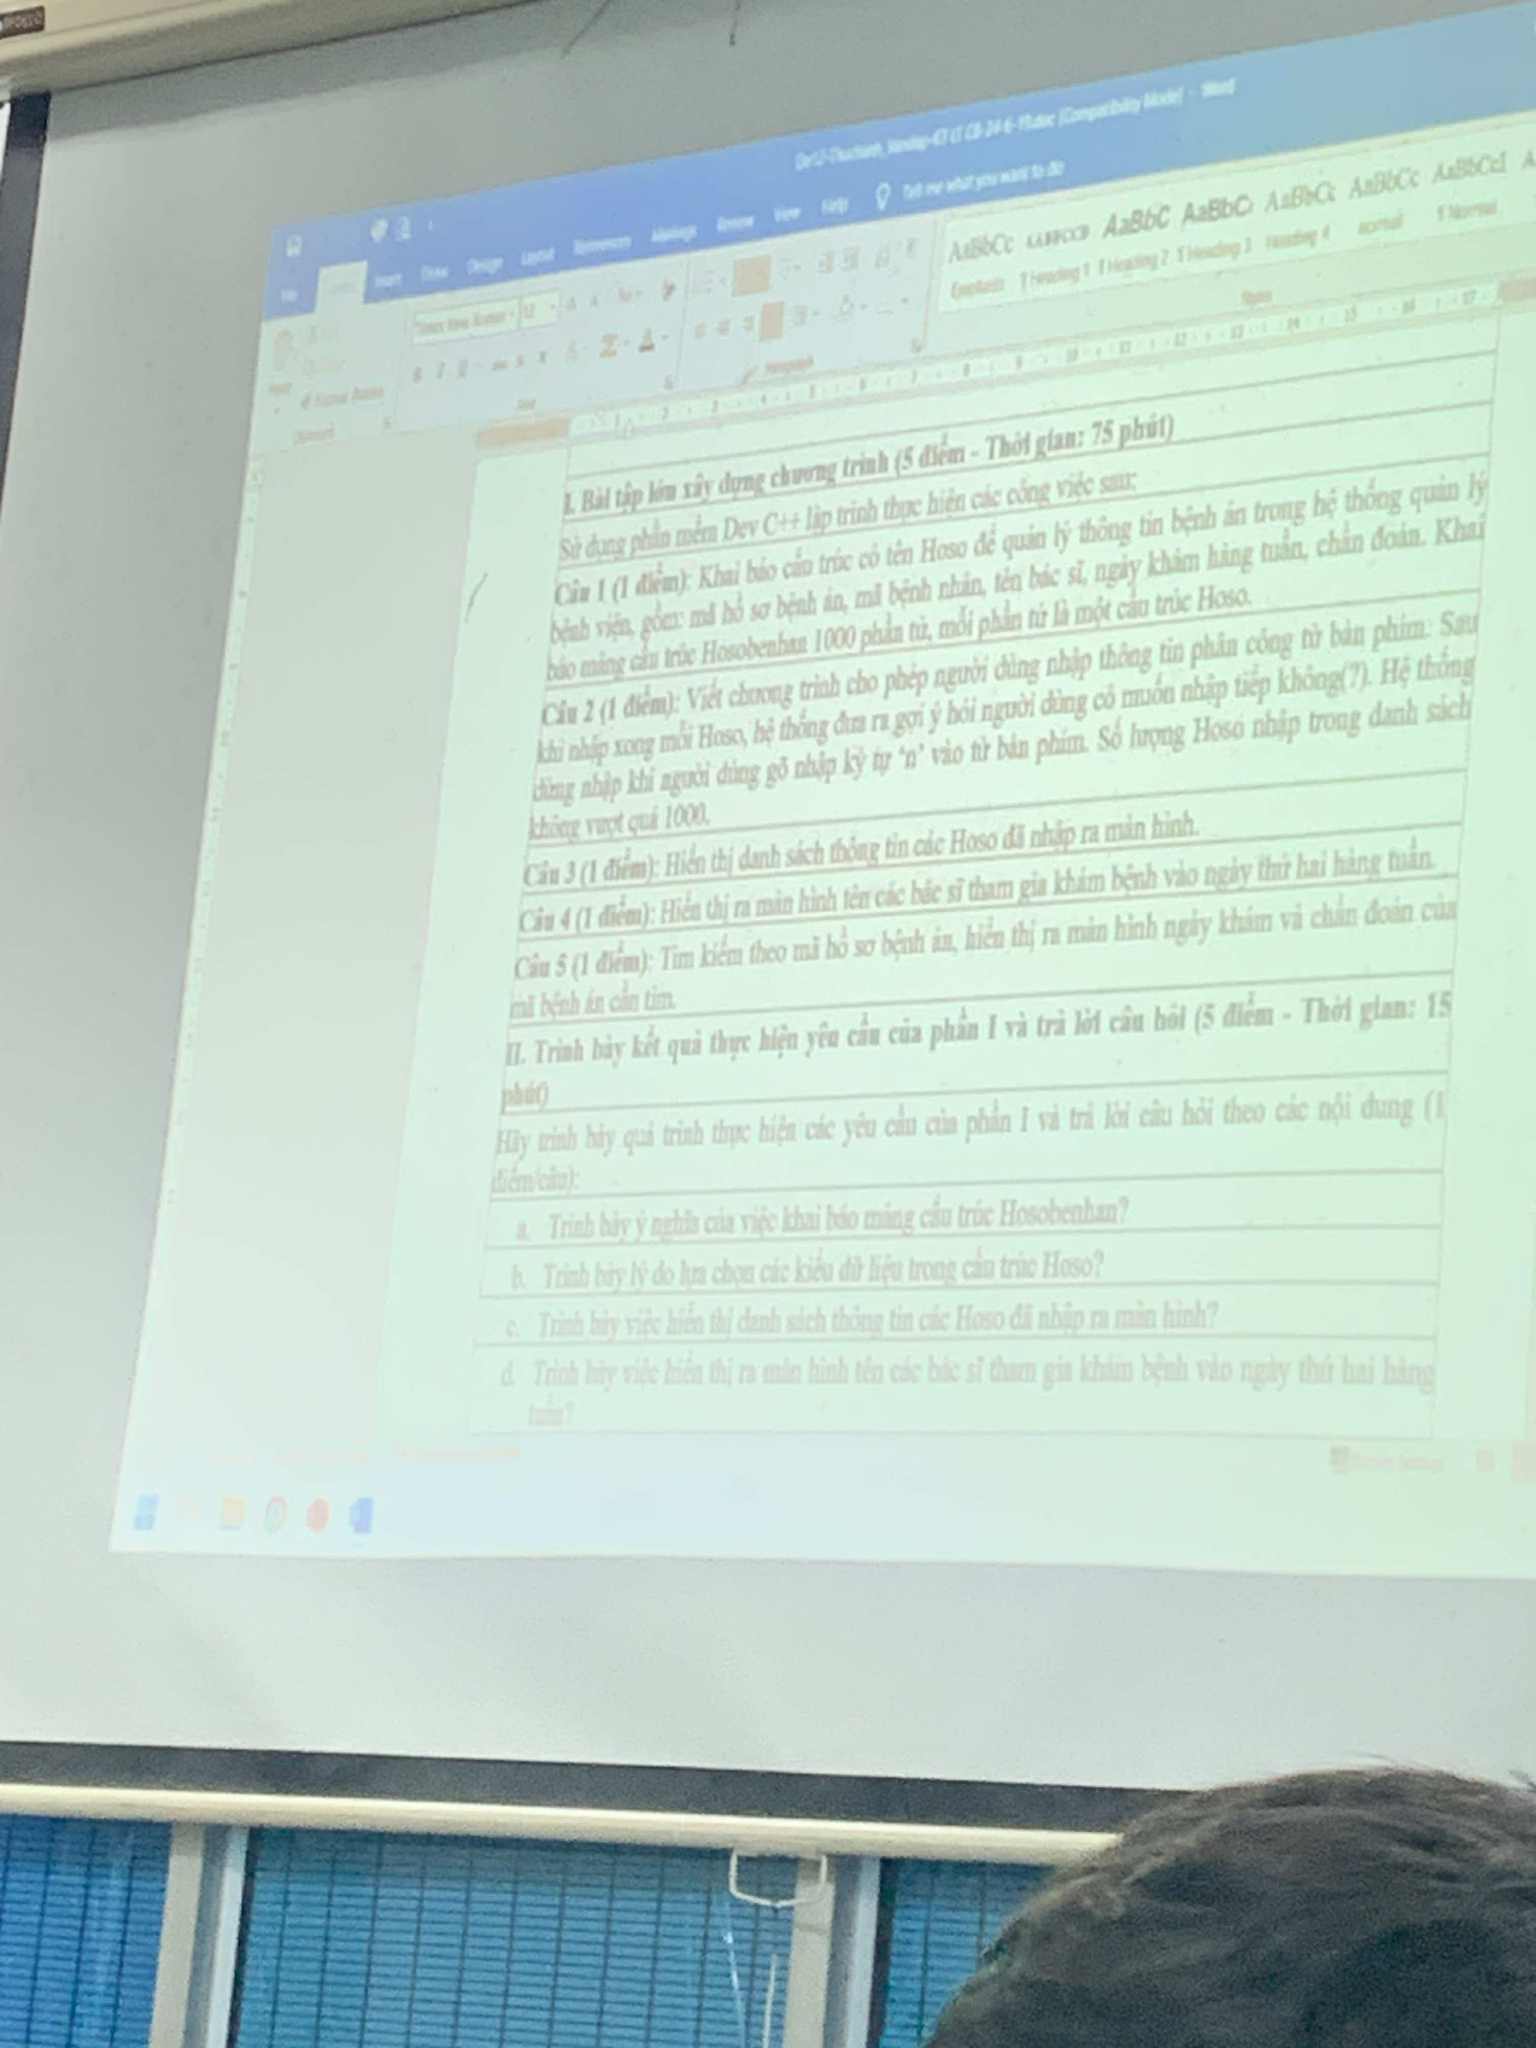 (Compatibility Mode) - Word
Layout References Mailings Review View Help Tell me what you want to do
Times New Roman 12
AaBbCc AABBCCD AaBbC AaBbC AaBbCc AaBbCc AaBbCcI
Emphasis ¶ Heading 1 ¶ Heading 2 ¶ Heading 3 Heading 4 normal ¶ Normal
Paragraph Styles
I. Bài tập lớn xây dựng chương trình (5 điểm - Thời gian: 75 phút)
Sử dụng phần mềm Dev C++ lập trình thực hiện các công việc sau:
Câu 1 (1 điểm): Khai báo cấu trúc có tên Hoso để quản lý thông tin bệnh án trong hệ thống quản lý
bệnh viện, gồm: mã hồ sơ bệnh án, mã bệnh nhân, tên bác sĩ, ngày khám hàng tuần, chẩn đoán. Khai
báo mảng cấu trúc Hosobenhan 1000 phần tử, mỗi phần tử là một cấu trúc Hoso.
Câu 2 (1 điểm): Viết chương trình cho phép người dùng nhập thông tin phân công từ bàn phím: Sau
khi nhập xong mỗi Hoso, hệ thống đưa ra gợi ý hỏi người dùng có muốn nhập tiếp không(?). Hệ thống
dừng nhập khi người dùng gõ nhập ký tự ‘n’ vào từ bàn phím. Số lượng Hoso nhập trong danh sách
không vượt quá 1000.
Câu 3 (1 điểm): Hiển thị danh sách thông tin các Hoso đã nhập ra màn hình.
Câu 4 (1 điểm): Hiển thị ra màn hình tên các bác sĩ tham gia khám bệnh vào ngày thứ hai hàng tuần.
Câu 5 (1 điểm): Tìm kiếm theo mã hồ sơ bệnh án, hiển thị ra màn hình ngày khám và chẩn đoán của
mã bệnh án cần tìm.
II. Trình bày kết quả thực hiện yêu cầu của phần I và trả lời câu hỏi (5 điểm - Thời gian: 15
phút)
Hãy trình bày quá trình thực hiện các yêu cầu của phần I và trả lời câu hỏi theo các nội dung (1
điểm/câu):
a. Trình bày ý nghĩa của việc khai báo mảng cấu trúc Hosobenhan?
b. Trình bày lý do lựa chọn các kiểu dữ liệu trong cấu trúc Hoso?
c. Trình bày việc hiển thị danh sách thông tin các Hoso đã nhập ra màn hình?
d. Trình bày việc hiển thị ra màn hình tên các bác sĩ tham gia khám bệnh vào ngày thứ hai hàng
tuần?